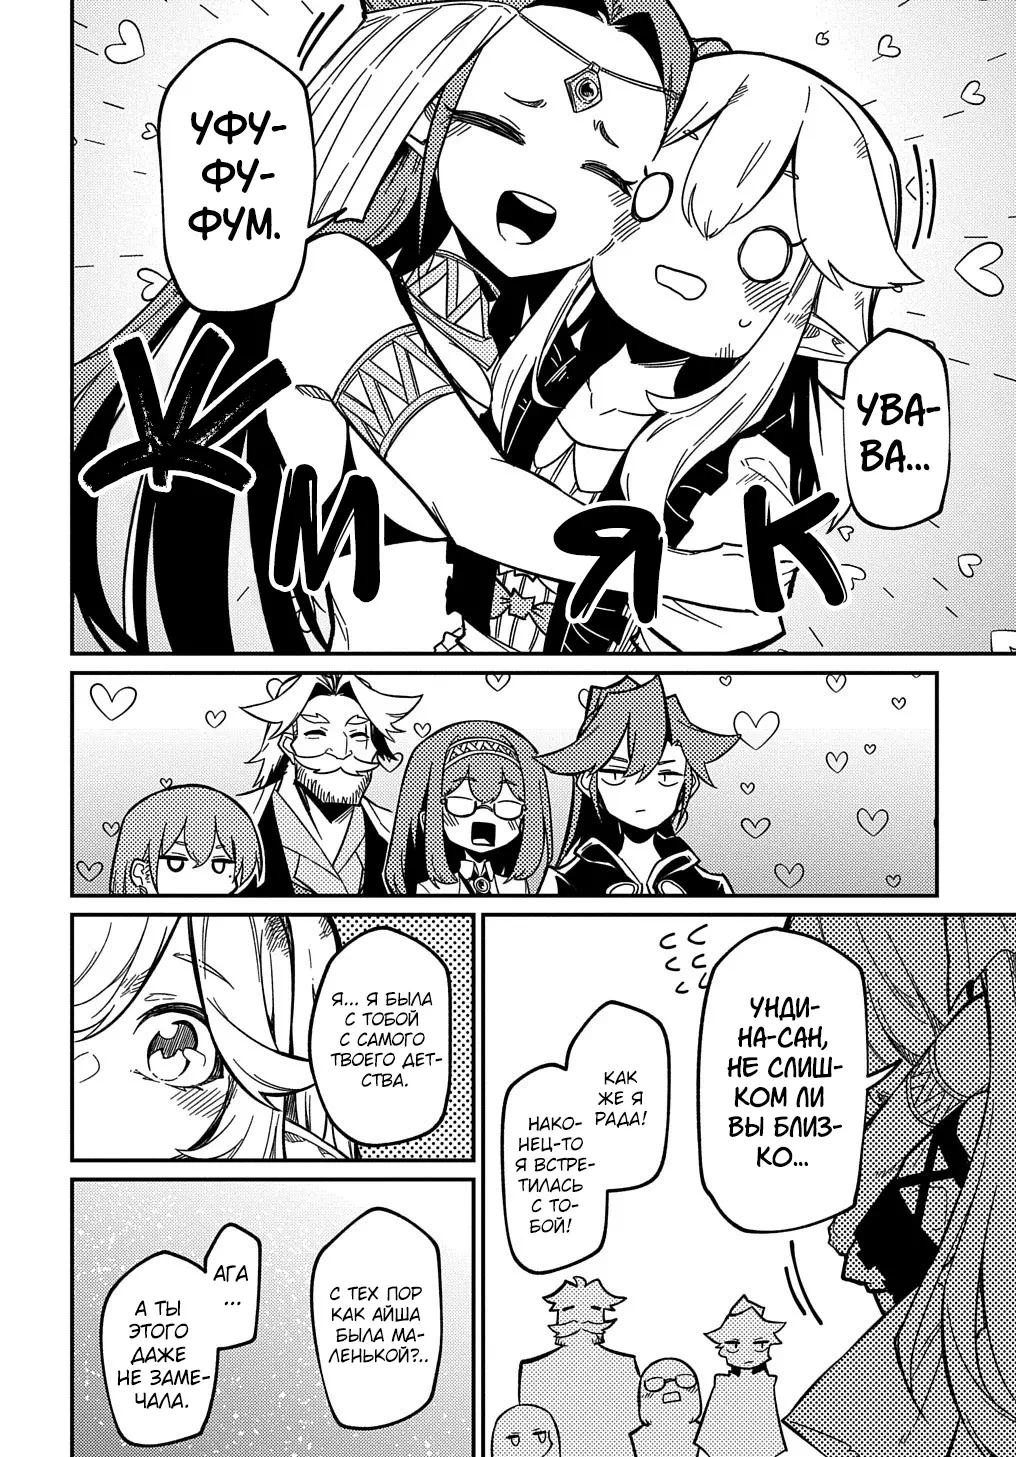 УФУ-
ФУ-
ФУМ.
УВА-
ВА...
ЖМЯК
УНДИ-
НА-САН,
НЕ СЛИШ-
КОМ ЛИ
ВЫ БЛИЗ-
КО...
КАК
ЖЕ Я
РАДА!
НАКО-
НЕЦ-ТО
Я ВСТРЕ-
ТИЛАСЬ
С ТО-
БОЙ!
Я... Я БЫЛА
С ТОБОЙ
С САМОГО
ТВОЕГО ДЕТ-
СТВА.
С ТЕХ ПОР
КАК АЙША
БЫЛА МА-
ЛЕНЬКОЙ?..
АГА
...
А ТЫ
ЭТОГО
ДАЖЕ
НЕ ЗАМЕ-
ЧАЛА.